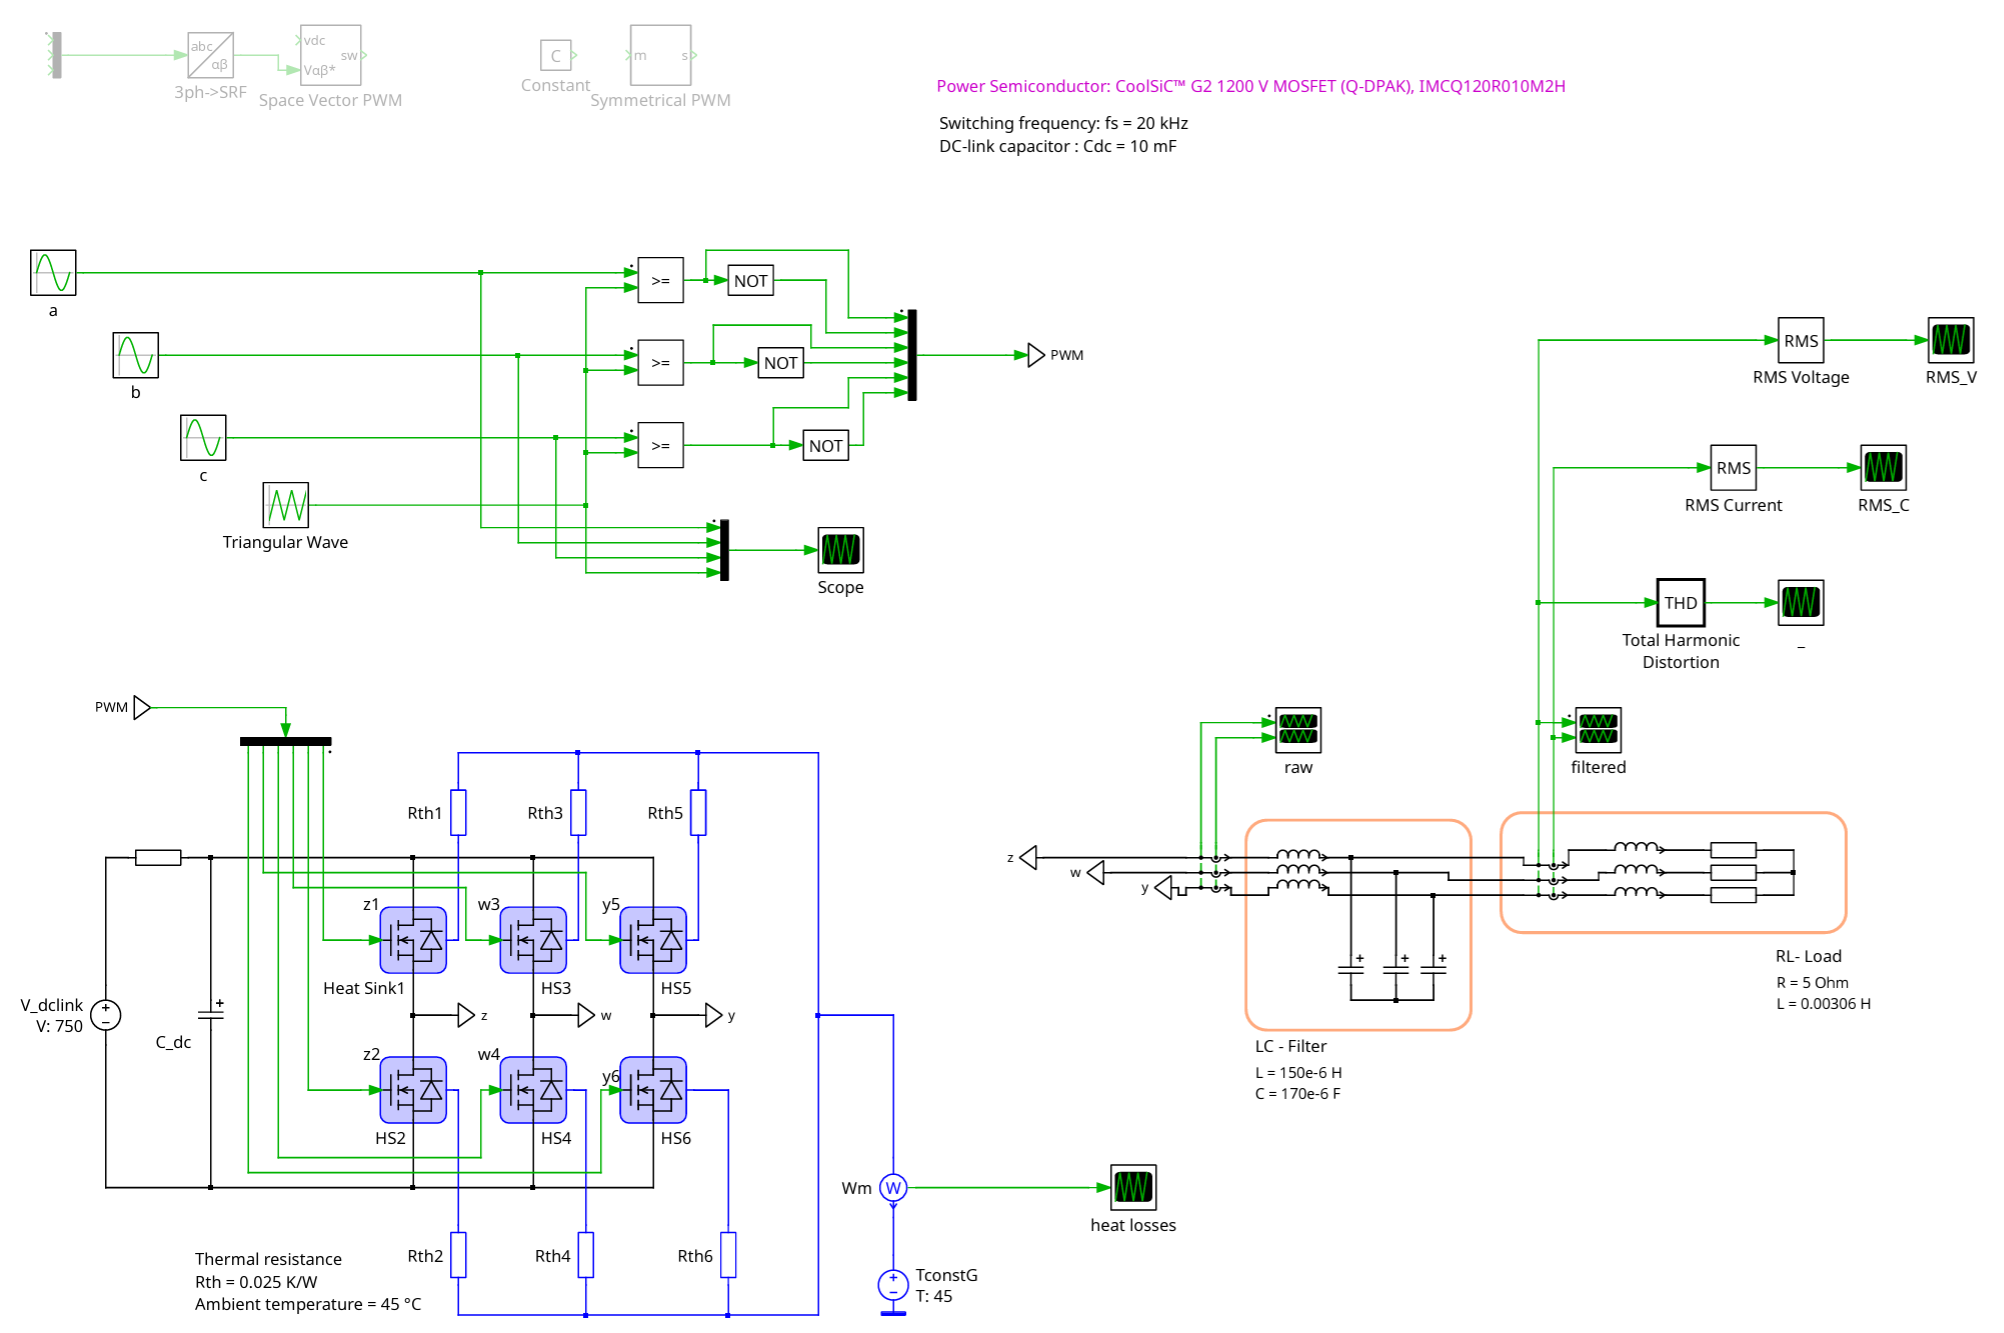 abc
αβ
3ph->SRF
vdc
sw
Vαβ*
Space Vector PWM
C
Constant
m
s
Symmetrical PWM
Power Semiconductor: CoolSiC™ G2 1200 V MOSFET (Q-DPAK), IMCQ120R010M2H
Switching frequency: fs = 20 kHz
DC-link capacitor : Cdc = 10 mF
a
>=
NOT
b
>=
NOT
PWM
c
>=
NOT
Triangular Wave
Scope
RMS
RMS Voltage
RMS_V
RMS
RMS Current
RMS_C
THD
Total Harmonic
Distortion
_
PWM
raw
filtered
Rth1
Rth3
Rth5
z
w
y
z1
w3
y5
Heat Sink1
HS3
HS5
V_dclink
V: 750
C_dc
z
w
y
z2
w4
y6
HS2
HS4
HS6
RL- Load
R = 5 Ohm
L = 0.00306 H
LC - Filter
L = 150e-6 H
C = 170e-6 F
Wm
W
heat losses
Rth2
Rth4
Rth6
Thermal resistance
Rth = 0.025 K/W
Ambient temperature = 45 °C
TconstG
T: 45